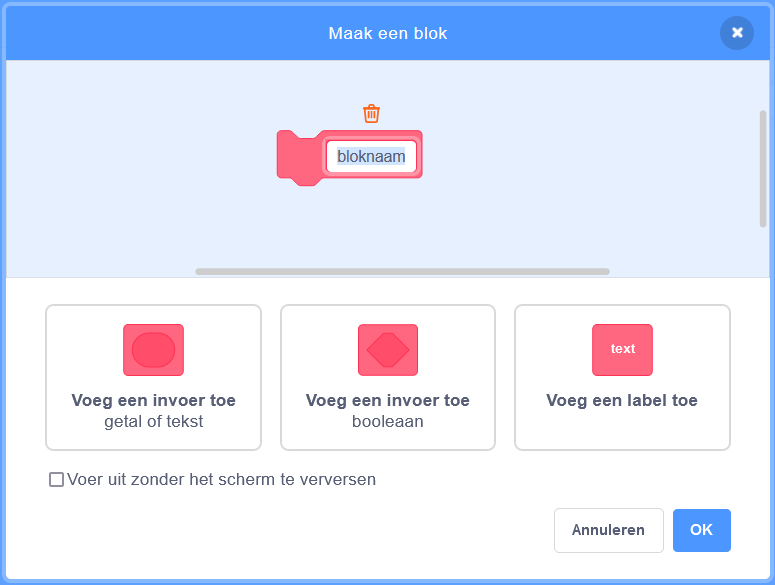 Maak een blok
bloknaam
text
Voeg een invoer toe
getal of tekst
Voeg een invoer toe
booleaan
Voeg een label toe
Voer uit zonder het scherm te verversen
Annuleren
OK